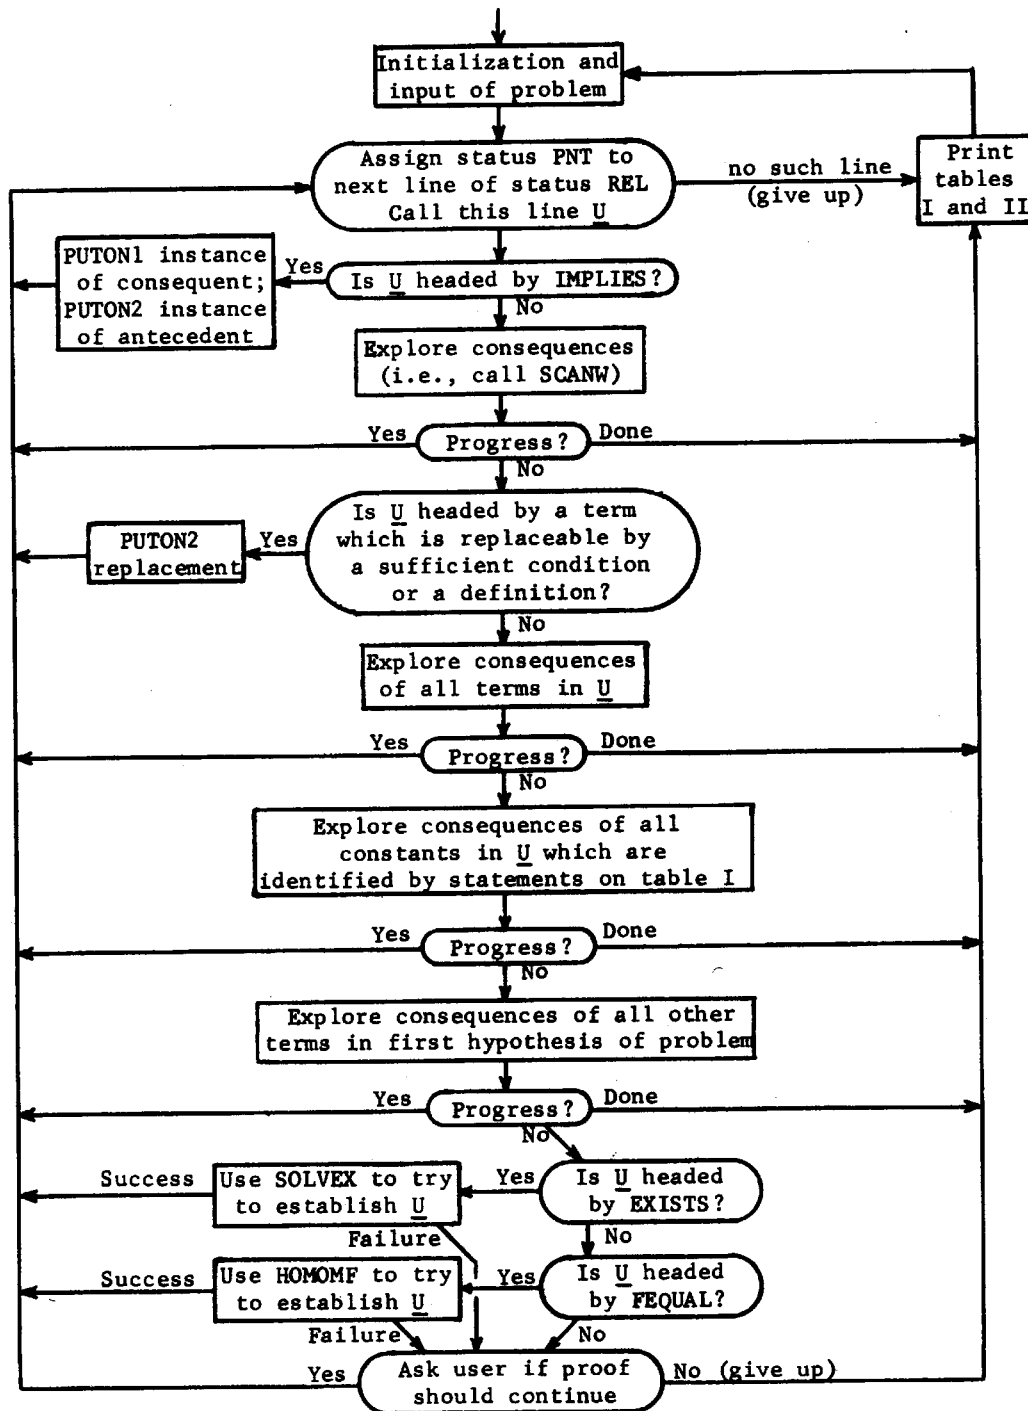 Initialization and
input of problem
Assign status PNT to
next line of status REL
Call this line U
no such line
(give up)
Print
tables
I and II
PUTON1 instance
of consequent;
PUTON2 instance
of antecedent
Yes
Is U headed by IMPLIES?
No
Explore consequences
(i.e., call SCANW)
Yes
Progress?
Done
No
Is U headed by a term
which is replaceable by
a sufficient condition
or a definition?
Yes
PUTON2
replacement
No
Explore consequences
of all terms in U
Yes
Progress?
Done
No
Explore consequences of all
constants in U which are
identified by statements on table I
Yes
Progress?
Done
No
Explore consequences of all other
terms in first hypothesis of problem
Yes
Progress?
Done
No
Success
Use SOLVEX to try
to establish U
Yes
Is U headed
by EXISTS?
Failure
No
Success
Use HOMOMF to try
to establish U
Yes
Is U headed
by FEQUAL?
Failure
No
Yes
Ask user if proof
should continue
No (give up)